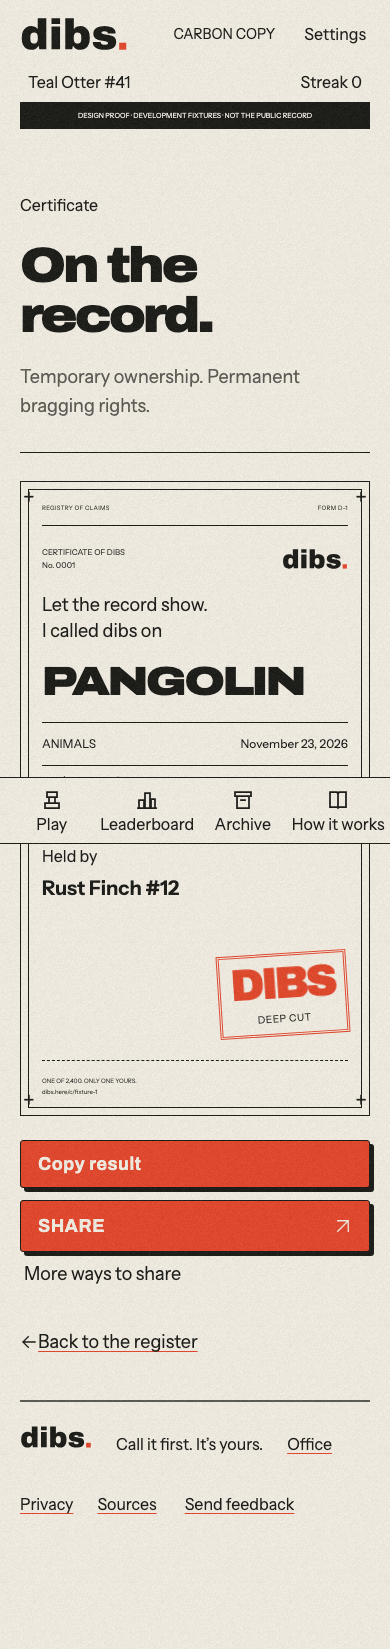 dibs.
CARBON COPY
Settings
Teal Otter #41
Streak 0
DESIGN PROOF · DEVELOPMENT FIXTURES · NOT THE PUBLIC RECORD
Certificate
On the
record.
Temporary ownership. Permanent
bragging rights.
REGISTRY OF CLAIMS
FORM D-1
CERTIFICATE OF DIBS
No. 0001
dibs.
Let the record show.
I called dibs on
PANGOLIN
ANIMALS
November 23, 2026
Play
Leaderboard
Archive
How it works
Held by
Rust Finch #12
DIBS
DEEP CUT
ONE OF 2,400. ONLY ONE YOURS.
dibs.here/c/fixture-1
Copy result
SHARE
More ways to share
←Back to the register
dibs.
Call it first. It's yours.
Office
Privacy
Sources
Send feedback